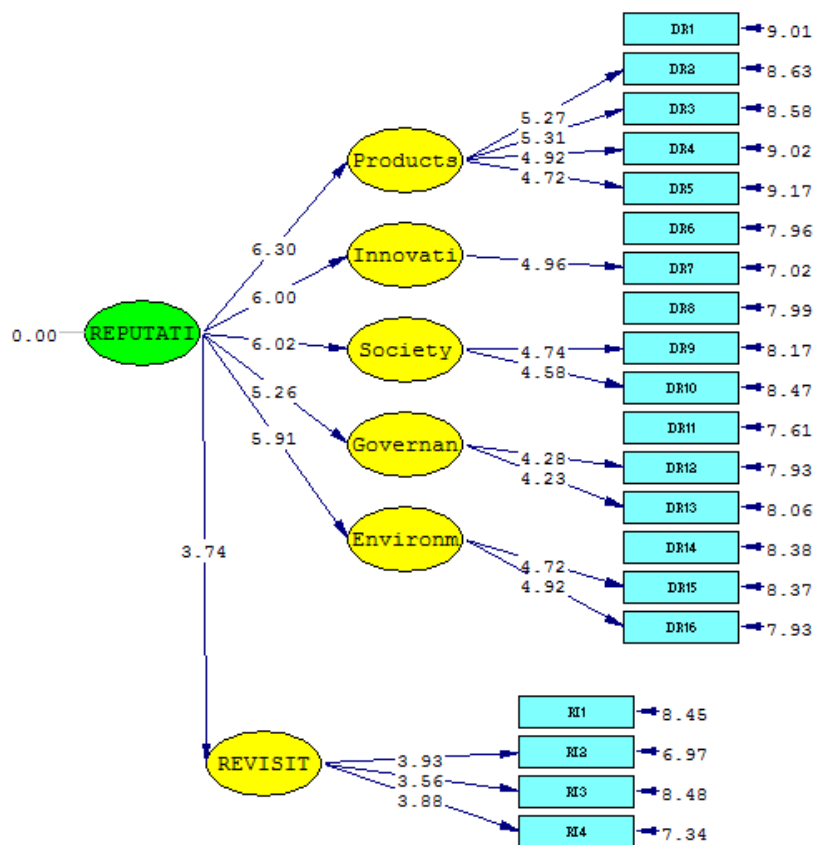 DR1 9.01
DR2 8.63
DR3 8.58
5.27
5.31
Products 4.92 DR4 9.02
4.72 DR5 9.17
DR6 7.96
6.30
Innovati 4.96 DR7 7.02
6.00
DR8 7.99
0.00 REPUTATI
6.02 Society 4.74 DR9 8.17
4.58 DR10 8.47
5.26
DR11 7.61
5.91 Governan 4.28 DR12 7.93
4.23 DR13 8.06
3.74
Environm DR14 8.38
4.72 DR15 8.37
4.92
DR16 7.93
RI1 8.45
REVISIT 3.93 RI2 6.97
3.56 RI3 8.48
3.88
RI4 7.34